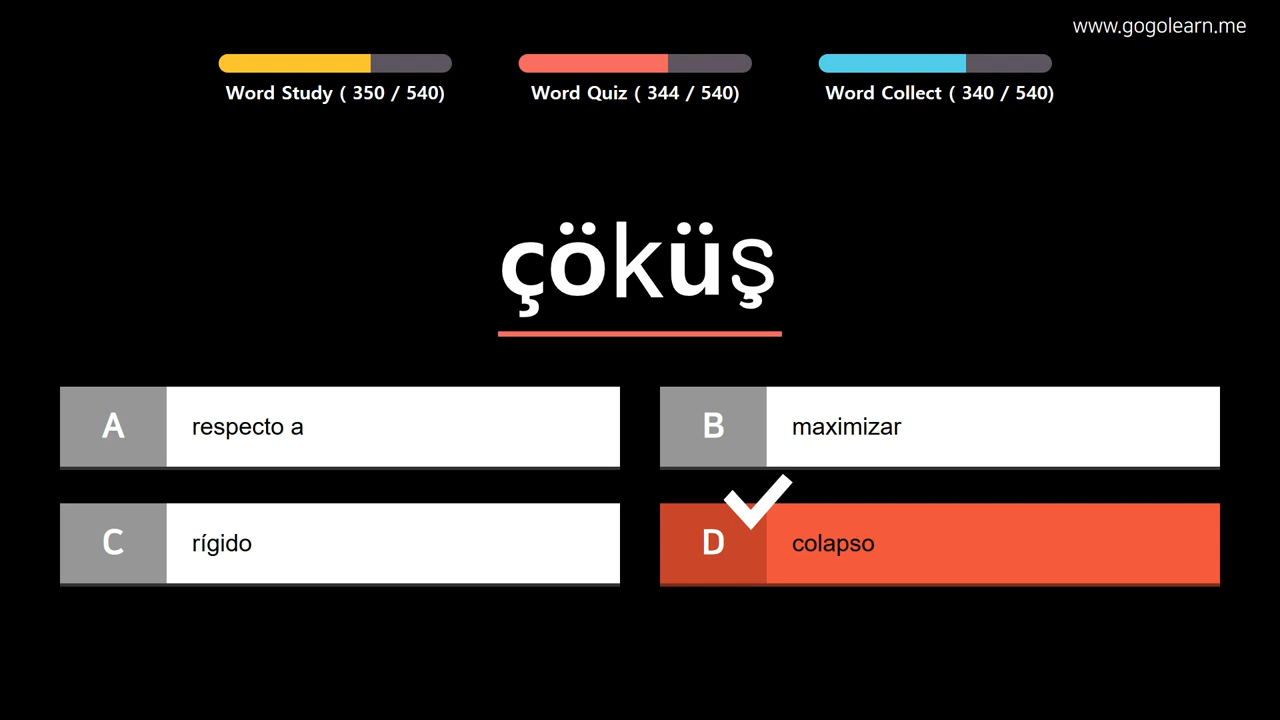 www.gogolearn.me
Word Study ( 350 / 540)
Word Quiz ( 344 / 540)
Word Collect ( 340 / 540)
çöküş
A respecto a
B maximizar
C rígido
D colapso